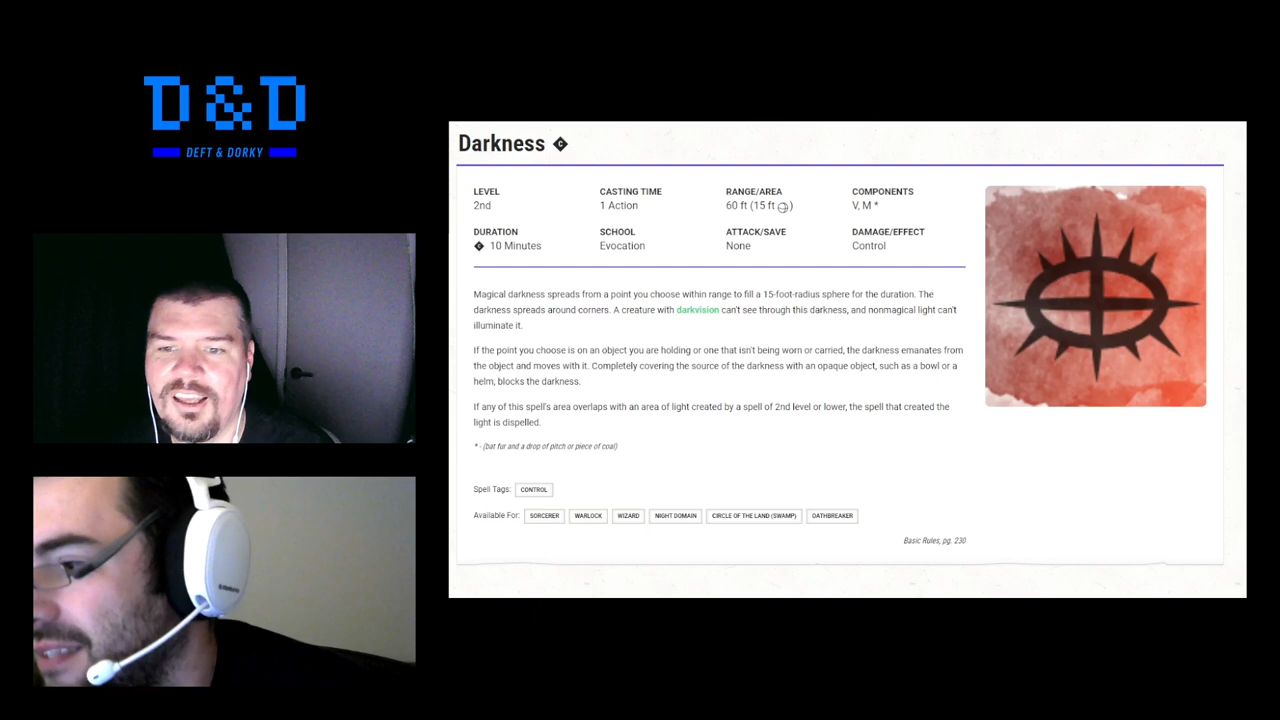 D & D
DEFT & DORKY
Darkness
LEVEL
2nd
CASTING TIME
1 Action
RANGE/AREA
60 ft (15 ft )
COMPONENTS
V, M *
DURATION
10 Minutes
SCHOOL
Evocation
ATTACK/SAVE
None
DAMAGE/EFFECT
Control
Magical darkness spreads from a point you choose within range to fill a 15-foot-radius sphere for the duration. The
darkness spreads around corners. A creature with darkvision can't see through this darkness, and nonmagical light can't
illuminate it.
If the point you choose is on an object you are holding or one that isn't being worn or carried, the darkness emanates from
the object and moves with it. Completely covering the source of the darkness with an opaque object, such as a bowl or a
helm, blocks the darkness.
If any of this spell's area overlaps with an area of light created by a spell of 2nd level or lower, the spell that created the
light is dispelled.
* - (bat fur and a drop of pitch or piece of coal)
Spell Tags: CONTROL
Available For: SORCERER WARLOCK WIZARD NIGHT DOMAIN CIRCLE OF THE LAND (SWAMP) OATHBREAKER
Basic Rules, pg. 230